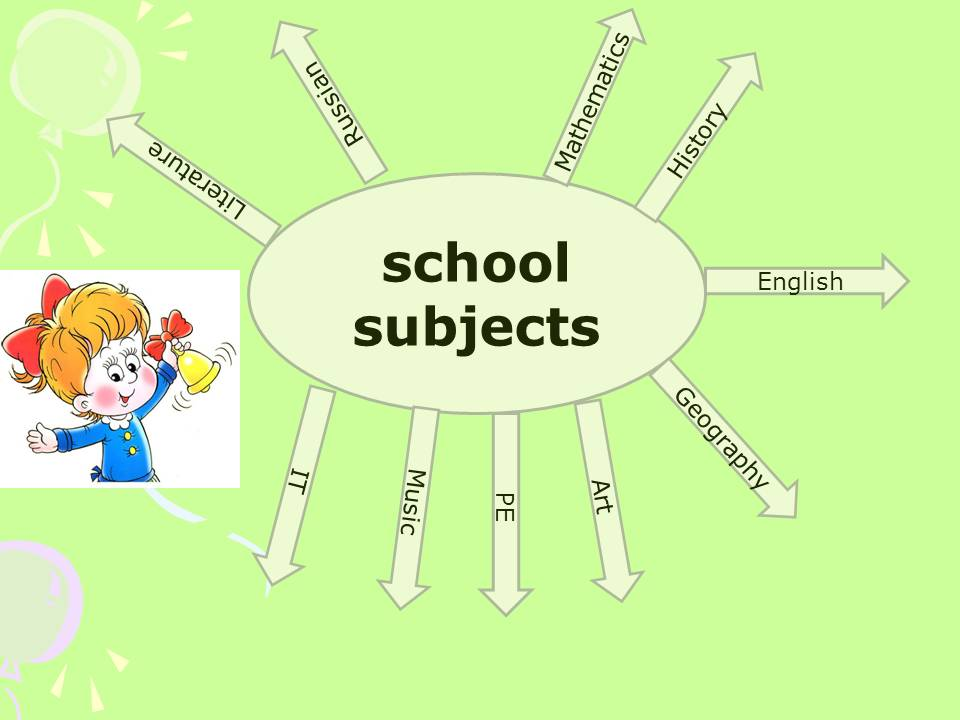 school
subjects
Literature
Russian
Mathematics
History
English
Geography
Art
PE
Music
IT